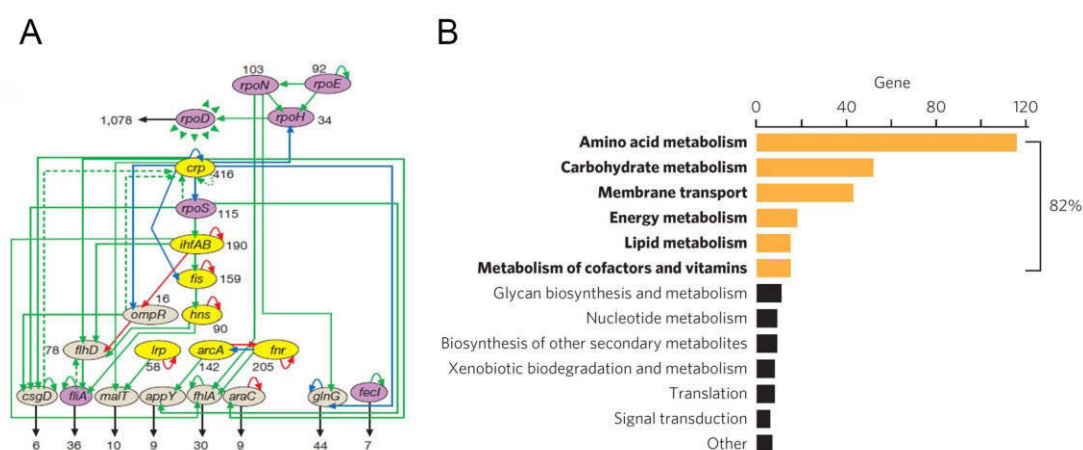 A
B
103
92
rpoN
rpoE
1,078
rpoD
rpoH
34
crp
416
rpoS
115
ihfAB
190
fis
159
16
ompR
hns
90
78
flhD
lrp
arcA
fnr
58
142
205
csgD
fliA
malT
appY
fhlA
araC
glnG
fecI
6
36
10
9
30
9
44
7
Gene
0
40
80
120
Amino acid metabolism
Carbohydrate metabolism
Membrane transport
Energy metabolism
Lipid metabolism
Metabolism of cofactors and vitamins
82%
Glycan biosynthesis and metabolism
Nucleotide metabolism
Biosynthesis of other secondary metabolites
Xenobiotic biodegradation and metabolism
Translation
Signal transduction
Other